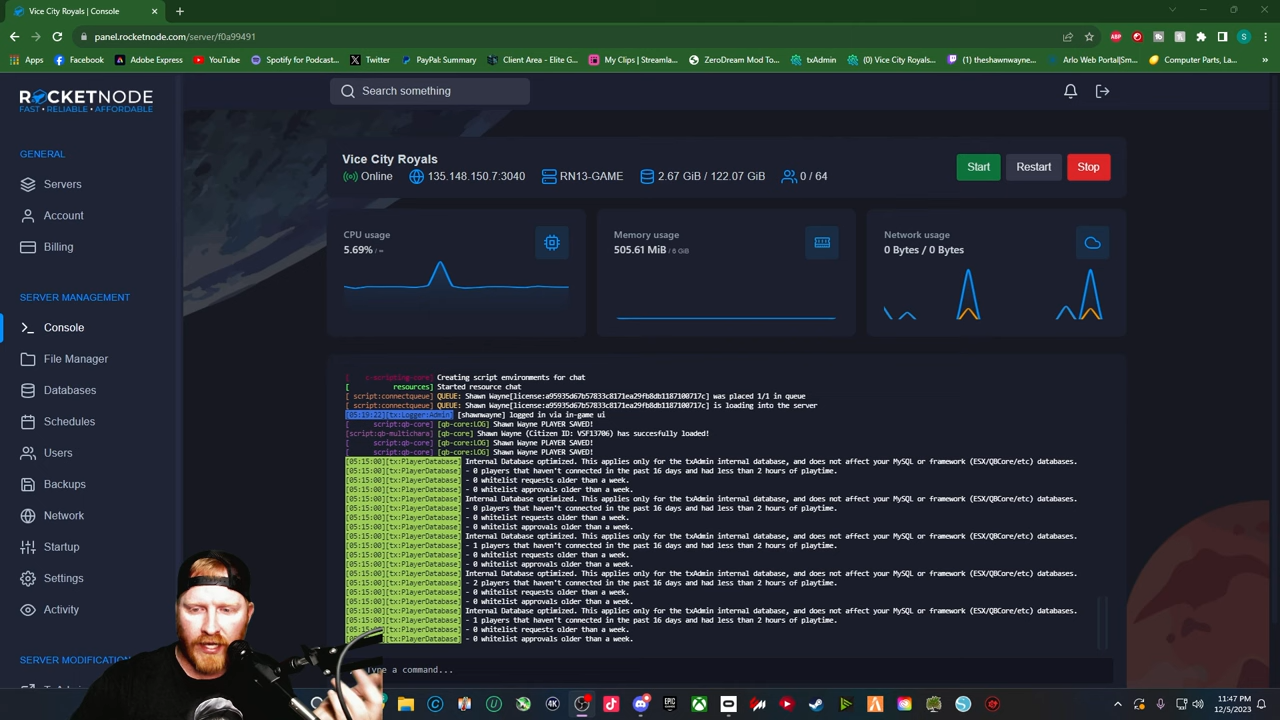 Vice City Royals | Console
panel.rocketnode.com/server/f0a99491
Apps
Facebook
Adobe Express
YouTube
Spotify for Podcast...
Twitter
PayPal: Summary
Client Area - Elite G...
My Clips | Streamla...
ZeroDream Mod To...
txAdmin
(0) Vice City Royals...
theshawnwayne...
Arlo Web Portal|Sm...
Computer Parts, La...
ROCKETNODE
FAST • RELIABLE • AFFORDABLE
Search something
GENERAL
Servers
Account
Billing
SERVER MANAGEMENT
Console
File Manager
Databases
Schedules
Users
Backups
Network
Startup
Settings
Activity
SERVER MODIFICATIO
Vice City Royals
Online
135.148.150.7:3040
RN13-GAME
2.67 GiB / 122.07 GiB
0 / 64
Start
Restart
Stop
CPU usage
5.69% / ∞
Memory usage
505.61 MiB / 6 GiB
Network usage
0 Bytes / 0 Bytes
[ c-scripting-core] Creating script environments for chat
[ resources] Started resource chat
[ script:connectqueue] QUEUE: Shawn Wayne[license:a95935d67b57833c8171ea29fb8db1187100717c] was placed 1/1 in queue
[ script:connectqueue] QUEUE: Shawn Wayne[license:a95935d67b57833c8171ea29fb8db1187100717c] is loading into the server
[05:19:22][tx:Logger:Admin] [shawnwayne] logged in via in-game ui
[ script:qb-core] [qb-core:LOG] Shawn Wayne PLAYER SAVED!
[script:qb-multichara] [qb-core] Shawn Wayne (Citizen ID: VSF13706) has succesfully loaded!
[ script:qb-core] [qb-core:LOG] Shawn Wayne PLAYER SAVED!
[ script:qb-core] [qb-core:LOG] Shawn Wayne PLAYER SAVED!
[05:15:00][tx:PlayerDatabase] Internal Database optimized. This applies only for the txAdmin internal database, and does not affect your MySQL or framework (ESX/QBCore/etc) databases.
[05:15:00][tx:PlayerDatabase] - 0 players that haven't connected in the past 16 days and had less than 2 hours of playtime.
[05:15:00][tx:PlayerDatabase] - 0 whitelist requests older than a week.
[05:15:00][tx:PlayerDatabase] - 0 whitelist approvals older than a week.
[05:15:00][tx:PlayerDatabase] Internal Database optimized. This applies only for the txAdmin internal database, and does not affect your MySQL or framework (ESX/QBCore/etc) databases.
[05:15:00][tx:PlayerDatabase] - 0 players that haven't connected in the past 16 days and had less than 2 hours of playtime.
[05:15:00][tx:PlayerDatabase] - 0 whitelist requests older than a week.
[05:15:00][tx:PlayerDatabase] - 0 whitelist approvals older than a week.
[05:15:00][tx:PlayerDatabase] Internal Database optimized. This applies only for the txAdmin internal database, and does not affect your MySQL or framework (ESX/QBCore/etc) databases.
[05:15:00][tx:PlayerDatabase] - 1 players that haven't connected in the past 16 days and had less than 2 hours of playtime.
[05:15:00][tx:PlayerDatabase] - 0 whitelist requests older than a week.
[05:15:00][tx:PlayerDatabase] - 0 whitelist approvals older than a week.
[05:15:00][tx:PlayerDatabase] Internal Database optimized. This applies only for the txAdmin internal database, and does not affect your MySQL or framework (ESX/QBCore/etc) databases.
[05:15:00][tx:PlayerDatabase] - 2 players that haven't connected in the past 16 days and had less than 2 hours of playtime.
[05:15:00][tx:PlayerDatabase] - 0 whitelist requests older than a week.
[05:15:00][tx:PlayerDatabase] - 0 whitelist approvals older than a week.
[05:15:00][tx:PlayerDatabase] Internal Database optimized. This applies only for the txAdmin internal database, and does not affect your MySQL or framework (ESX/QBCore/etc) databases.
[05:15:00][tx:PlayerDatabase] - 1 players that haven't connected in the past 16 days and had less than 2 hours of playtime.
[05:15:00][tx:PlayerDatabase] - 0 whitelist requests older than a week.
[tx:PlayerDatabase] - 0 whitelist approvals older than a week.
Type a command...
11:47 PM
12/5/2023